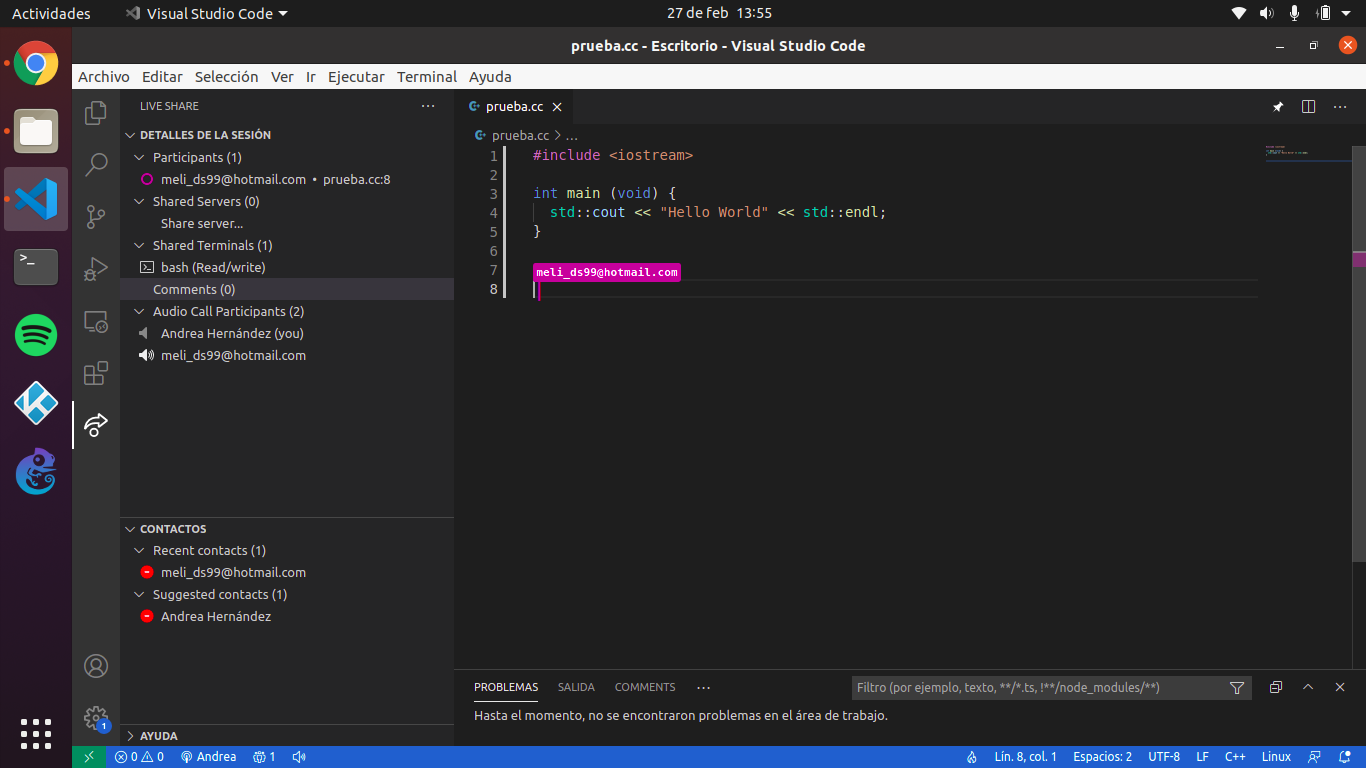 Actividades Visual Studio Code 27 de feb 13:55
prueba.cc - Escritorio - Visual Studio Code
Archivo Editar Selección Ver Ir Ejecutar Terminal Ayuda
LIVE SHARE
DETALLES DE LA SESIÓN
Participants (1)
meli_ds99@hotmail.com • prueba.cc:8
Shared Servers (0)
Share server...
Shared Terminals (1)
bash (Read/write)
Comments (0)
Audio Call Participants (2)
Andrea Hernández (you)
meli_ds99@hotmail.com
CONTACTOS
Recent contacts (1)
meli_ds99@hotmail.com
Suggested contacts (1)
Andrea Hernández
AYUDA
1
prueba.cc
prueba.cc > ...
1 #include <iostream>
2
3 int main (void) {
4 std::cout << "Hello World" << std::endl;
5 }
6
7 meli_ds99@hotmail.com
8
PROBLEMAS SALIDA COMMENTS ... Filtro (por ejemplo, texto, **/*.ts, !**/node_modules/**)
Hasta el momento, no se encontraron problemas en el área de trabajo.
0 0 Andrea 1 Lín. 8, col. 1 Espacios: 2 UTF-8 LF C++ Linux